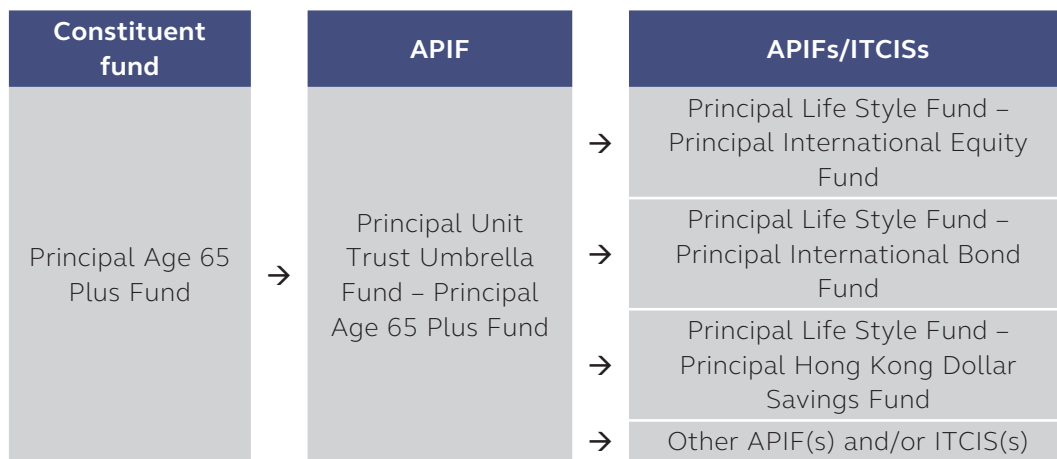 Constituent
fund
APIF
APIFs/ITCISs
Principal Age 65
Plus Fund
→
Principal Unit
Trust Umbrella
Fund – Principal
Age 65 Plus Fund
→
Principal Life Style Fund –
Principal International Equity
Fund
→
Principal Life Style Fund –
Principal International Bond
Fund
→
Principal Life Style Fund –
Principal Hong Kong Dollar
Savings Fund
→
Other APIF(s) and/or ITCIS(s)